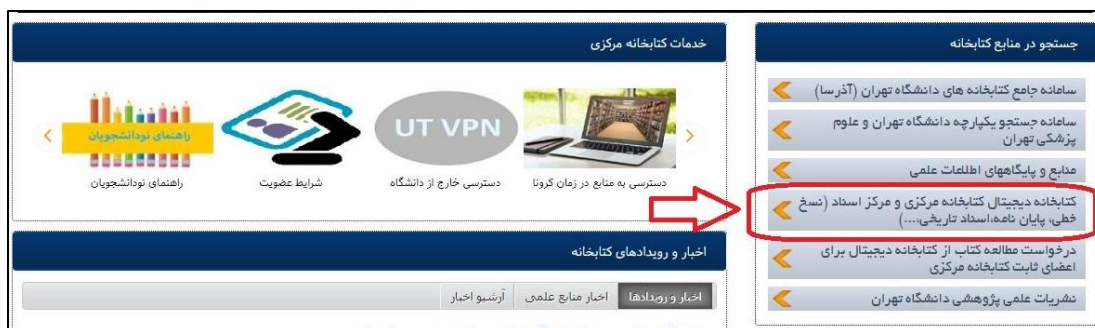 جستجو در منابع کتابخانه
سامانه جامع کتابخانه های دانشگاه تهران (آذرسا)
سامانه جستجو یکپارچه دانشگاه تهران و علوم
پزشکی تهران
منابع و پایگاههای اطلاعات علمی
کتابخانه دیجیتال کتابخانه مرکزی و مرکز اسناد (نسخ
خطی، پایان نامه،اسناد تاریخی،...)
درخواست مطالعه کتاب از کتابخانه دیجیتال برای
اعضای ثابت کتابخانه مرکزی
نشریات علمی پژوهشی دانشگاه تهران
خدمات کتابخانه مرکزی
UT VPN
راهنمای نودانشجویان
دسترسی به منابع در زمان کرونا
دسترسی خارج از دانشگاه
شرایط عضویت
راهنمای نودانشجویان
اخبار و رویدادهای کتابخانه
اخبار و رویدادها
اخبار منابع علمی
آرشیو اخبار